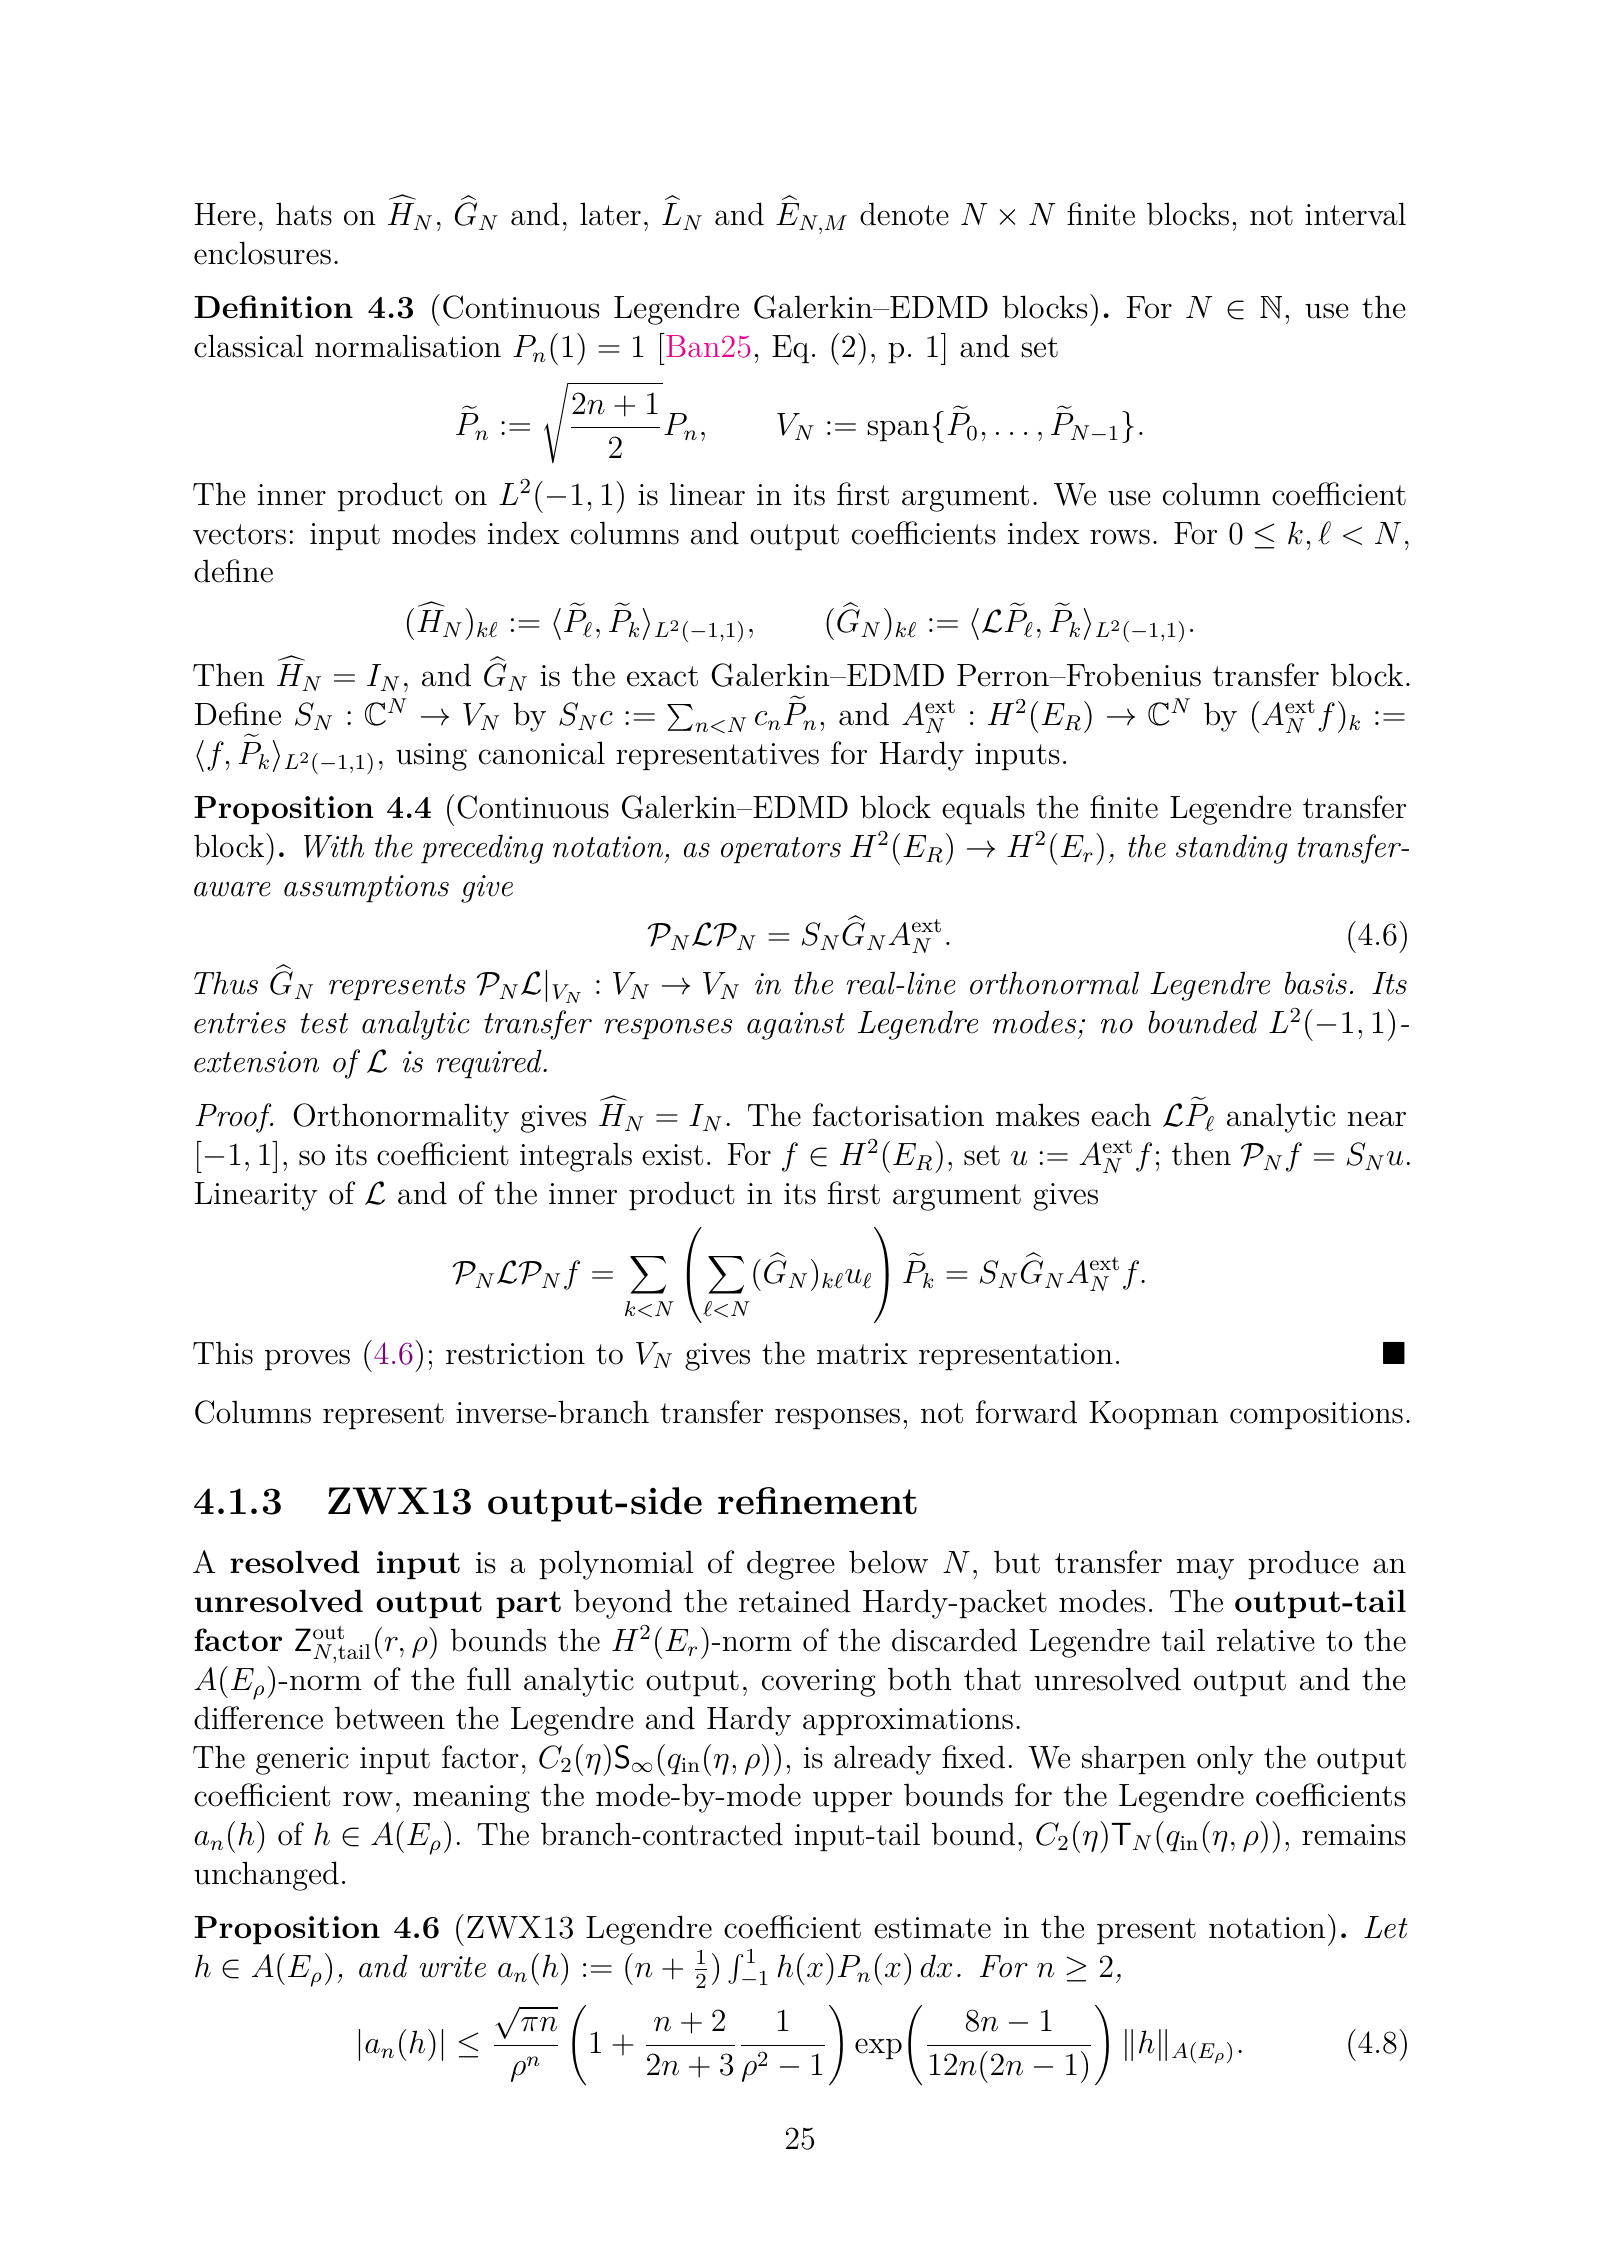 Here, hats on $\widehat{H}_N$, $\widehat{G}_N$ and, later, $\widehat{L}_N$ and $\widehat{E}_{N,M}$ denote $N \times N$ finite blocks, not interval
enclosures.
Definition 4.3 (Continuous Legendre Galerkin–EDMD blocks). For $N \in \mathbb{N}$, use the
classical normalisation $P_n(1) = 1$ [Ban25, Eq. (2), p. 1] and set
$\widetilde{P}_n := \sqrt{\frac{2n+1}{2}} P_n, \qquad V_N := \mathrm{span}\{\widetilde{P}_0, \ldots, \widetilde{P}_{N-1}\}.$
The inner product on $L^2(-1, 1)$ is linear in its first argument. We use column coefficient
vectors: input modes index columns and output coefficients index rows. For $0 \le k, \ell < N$,
define
$(\widehat{H}_N)_{k\ell} := \langle \widetilde{P}_\ell, \widetilde{P}_k \rangle_{L^2(-1,1)}, \qquad (\widehat{G}_N)_{k\ell} := \langle \mathcal{L}\widetilde{P}_\ell, \widetilde{P}_k \rangle_{L^2(-1,1)}.$
Then $\widehat{H}_N = I_N$, and $\widehat{G}_N$ is the exact Galerkin–EDMD Perron–Frobenius transfer block.
Define $S_N : \mathbb{C}^N \to V_N$ by $S_N c := \sum_{n<N} c_n \widetilde{P}_n$, and $A_N^{\mathrm{ext}} : H^2(E_R) \to \mathbb{C}^N$ by $(A_N^{\mathrm{ext}} f)_k :=$
$\langle f, \widetilde{P}_k \rangle_{L^2(-1,1)}$, using canonical representatives for Hardy inputs.
Proposition 4.4 (Continuous Galerkin–EDMD block equals the finite Legendre transfer
block). With the preceding notation, as operators $H^2(E_R) \to H^2(E_r)$, the standing transfer-
aware assumptions give
$\mathcal{P}_N \mathcal{L} \mathcal{P}_N = S_N \widehat{G}_N A_N^{\mathrm{ext}}.$ (4.6)
Thus $\widehat{G}_N$ represents $\mathcal{P}_N \mathcal{L}|_{V_N} : V_N \to V_N$ in the real-line orthonormal Legendre basis. Its
entries test analytic transfer responses against Legendre modes; no bounded $L^2(-1, 1)$-
extension of $\mathcal{L}$ is required.
Proof. Orthonormality gives $\widehat{H}_N = I_N$. The factorisation makes each $\mathcal{L}\widetilde{P}_\ell$ analytic near
$[-1, 1]$, so its coefficient integrals exist. For $f \in H^2(E_R)$, set $u := A_N^{\mathrm{ext}} f$; then $\mathcal{P}_N f = S_N u$.
Linearity of $\mathcal{L}$ and of the inner product in its first argument gives
$\mathcal{P}_N \mathcal{L} \mathcal{P}_N f = \sum_{k<N} \left( \sum_{\ell<N} (\widehat{G}_N)_{k\ell} u_\ell \right) \widetilde{P}_k = S_N \widehat{G}_N A_N^{\mathrm{ext}} f.$
This proves (4.6); restriction to $V_N$ gives the matrix representation. ■
Columns represent inverse-branch transfer responses, not forward Koopman compositions.
4.1.3 ZWX13 output-side refinement
A resolved input is a polynomial of degree below $N$, but transfer may produce an
unresolved output part beyond the retained Hardy-packet modes. The output-tail
factor $\mathsf{Z}_{N,\mathrm{tail}}^{\mathrm{out}}(r, \rho)$ bounds the $H^2(E_r)$-norm of the discarded Legendre tail relative to the
$A(E_\rho)$-norm of the full analytic output, covering both that unresolved output and the
difference between the Legendre and Hardy approximations.
The generic input factor, $C_2(\eta)\mathsf{S}_\infty(q_{\mathrm{in}}(\eta, \rho))$, is already fixed. We sharpen only the output
coefficient row, meaning the mode-by-mode upper bounds for the Legendre coefficients
$a_n(h)$ of $h \in A(E_\rho)$. The branch-contracted input-tail bound, $C_2(\eta)\mathsf{T}_N(q_{\mathrm{in}}(\eta, \rho))$, remains
unchanged.
Proposition 4.6 (ZWX13 Legendre coefficient estimate in the present notation). Let
$h \in A(E_\rho)$, and write $a_n(h) := (n + \frac{1}{2}) \int_{-1}^{1} h(x) P_n(x)\, dx$. For $n \ge 2$,
$|a_n(h)| \le \frac{\sqrt{\pi n}}{\rho^n} \left( 1 + \frac{n+2}{2n+3} \frac{1}{\rho^2 - 1} \right) \exp\left( \frac{8n-1}{12n(2n-1)} \right) \|h\|_{A(E_\rho)}.$ (4.8)
25